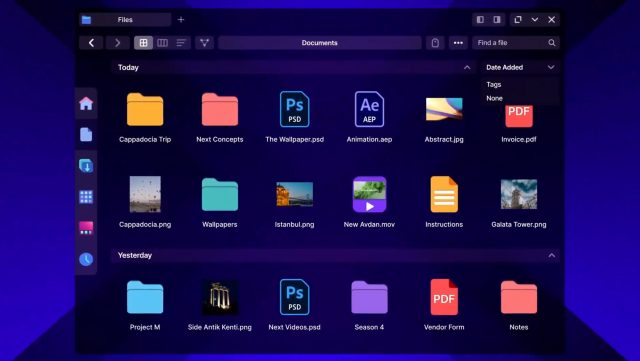 Files
Documents
Find a file
Today
Date Added
Tags
None
Ps
PSD
Ae
AEP
PDF
Cappadocia Trip
Next Concepts
The Wallpaper.psd
Animation.aep
Abstract.jpg
Invoice.pdf
Cappadocia.png
Wallpapers
Istanbul.png
New Avdan.mov
Instructions
Galata Tower.png
Yesterday
Ps
PSD
PDF
Project M
Side Antik Kenti.png
Next Videos.psd
Season 4
Vendor Form
Notes